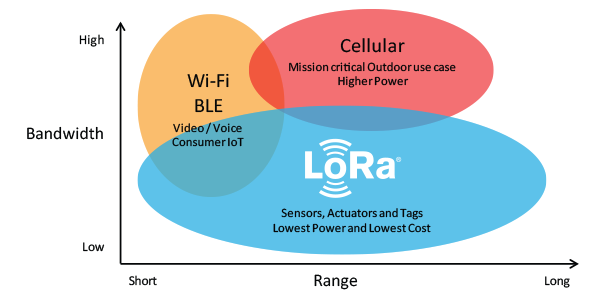 High
Cellular
Mission critical Outdoor use case
Higher Power
Wi-Fi
BLE
Video / Voice
Consumer IoT
Bandwidth
LoRa®
Sensors, Actuators and Tags
Lowest Power and Lowest Cost
Low
Short
Range
Long